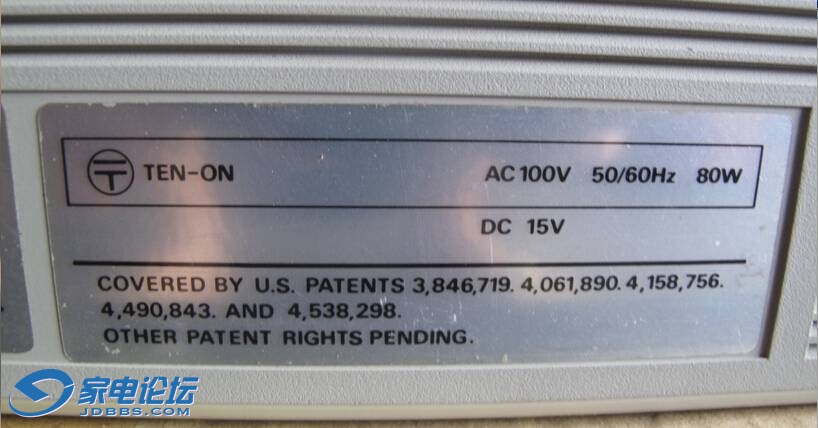 TEN-ON AC 100V 50/60Hz 80W
DC 15V
COVERED BY U.S. PATENTS 3,846,719. 4,061,890. 4,158,756.
4,490,843. AND 4,538,298.
OTHER PATENT RIGHTS PENDING.
家电论坛
JDBBS.COM